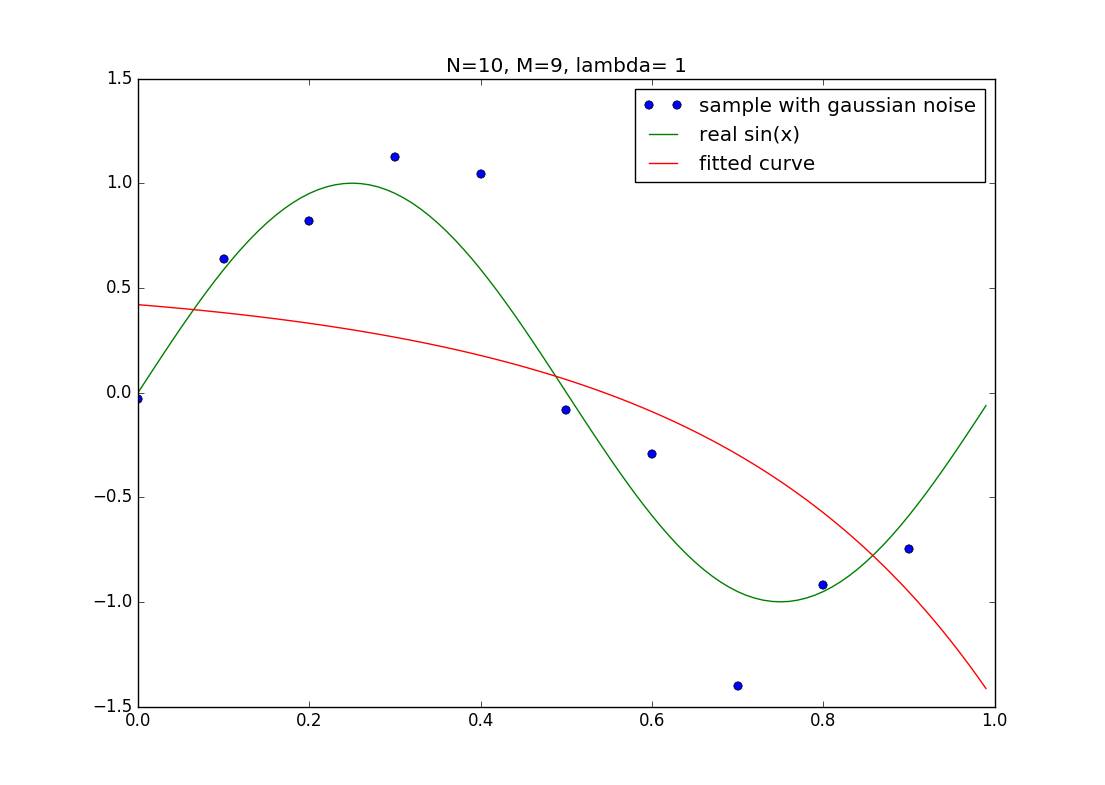 N=10, M=9, lambda= 1
1.5
1.0
0.5
0.0
−0.5
−1.0
−1.5
sample with gaussian noise
real sin(x)
fitted curve
0.0 0.2 0.4 0.6 0.8 1.0